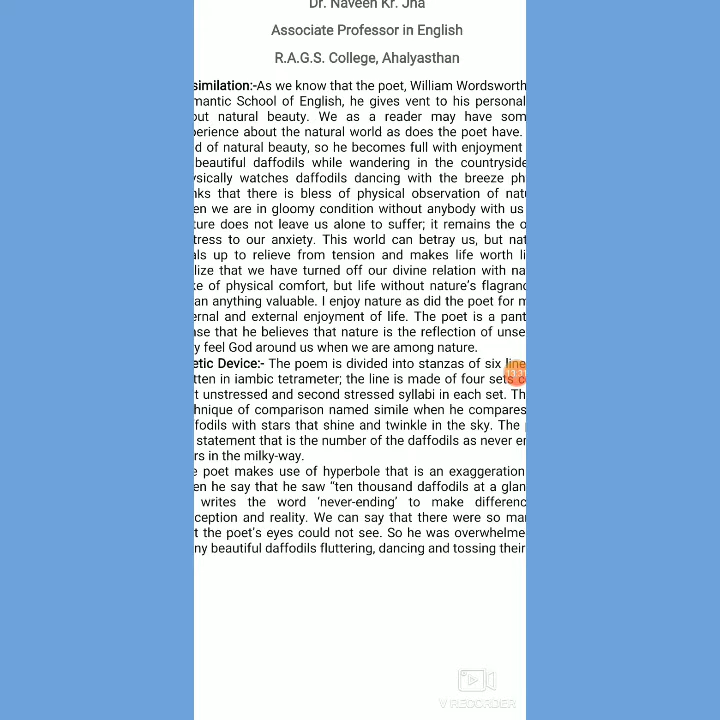 Dr. Naveen Kr. Jha
Associate Professor in English
R.A.G.S. College, Ahalyasthan
similation:-As we know that the poet, William Wordsworth
mantic School of English, he gives vent to his personal
out natural beauty. We as a reader may have som
perience about the natural world as does the poet have.
d of natural beauty, so he becomes full with enjoyment
beautiful daffodils while wandering in the countryside
ysically watches daffodils dancing with the breeze ph
nks that there is bless of physical observation of natu
en we are in gloomy condition without anybody with us
ture does not leave us alone to suffer; it remains the o
tress to our anxiety. This world can betray us, but nat
als up to relieve from tension and makes life worth li
lize that we have turned off our divine relation with na
ke of physical comfort, but life without nature's flagranc
an anything valuable. I enjoy nature as did the poet for m
ernal and external enjoyment of life. The poet is a pant
nse that he believes that nature is the reflection of unse
y feel God around us when we are among nature.
etic Device:- The poem is divided into stanzas of six line
tten in iambic tetrameter; the line is made of four sets c
t unstressed and second stressed syllabi in each set. Th
chnique of comparison named simile when he compares
fodils with stars that shine and twinkle in the sky. The
statement that is the number of the daffodils as never en
rs in the milky-way.
e poet makes use of hyperbole that is an exaggeration
en he say that he saw “ten thousand daffodils at a glan
writes the word ‘never-ending’ to make differenc
ception and reality. We can say that there were so mar
t the poet's eyes could not see. So he was overwhelme
ny beautiful daffodils fluttering, dancing and tossing their
V RECORDER